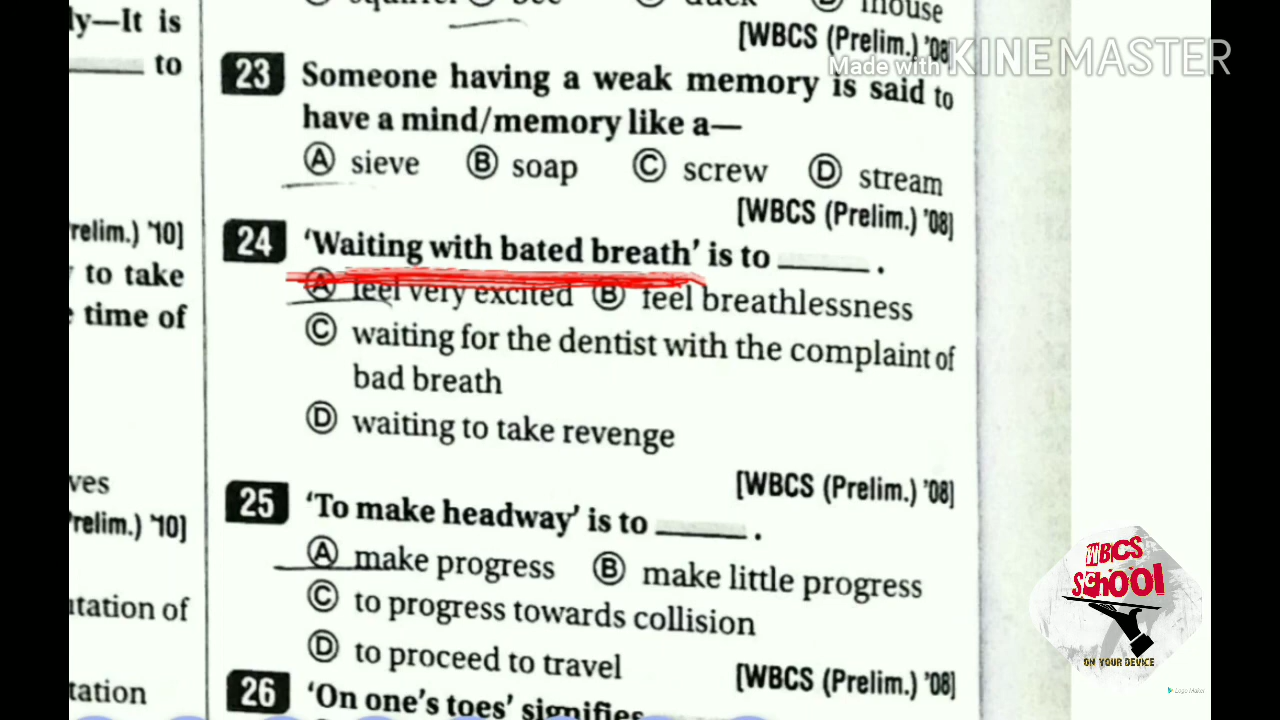 ly—It is
to
mouse
[WBCS (Prelim.) '08]
Made with KINEMASTER
23 Someone having a weak memory is said to
have a mind/memory like a—
Ⓐ sieve Ⓑ soap Ⓒ screw Ⓓ stream
[WBCS (Prelim.) '08]
relim.) '10]
to take
time of
24 'Waiting with bated breath' is to ______ .
Ⓐ feel very excited Ⓑ feel breathlessness
Ⓒ waiting for the dentist with the complaint of
bad breath
Ⓓ waiting to take revenge
[WBCS (Prelim.) '08]
ves
relim.) '10]
tation of
tation
25 'To make headway' is to ______ .
Ⓐ make progress Ⓑ make little progress
Ⓒ to progress towards collision
Ⓓ to proceed to travel
[WBCS (Prelim.) '08]
26 'On one's toes' signifies
WBCS
SCHOOL
ON YOUR DEVICE
Logo Maker